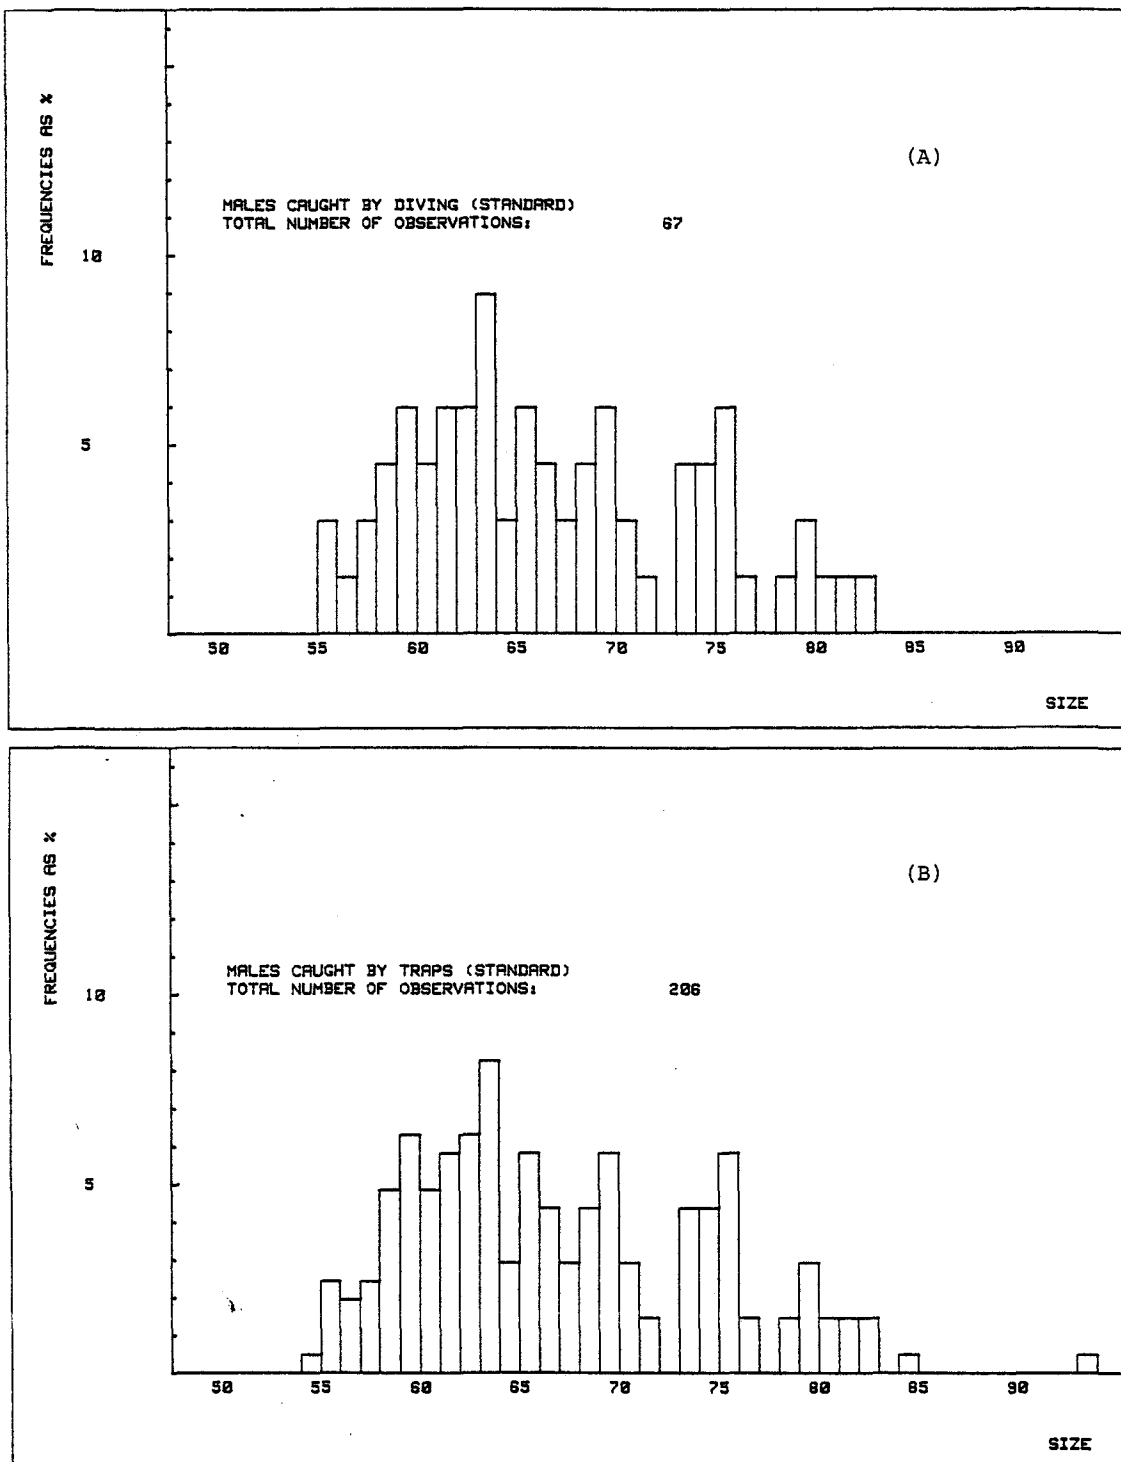 FREQUENCIES AS %
(A)
MALES CAUGHT BY DIVING (STANDARD)
TOTAL NUMBER OF OBSERVATIONS: 67
10
5
50 55 60 65 70 75 80 85 90
SIZE
FREQUENCIES AS %
(B)
MALES CAUGHT BY TRAPS (STANDARD)
TOTAL NUMBER OF OBSERVATIONS: 206
10
5
50 55 60 65 70 75 80 85 90
SIZE